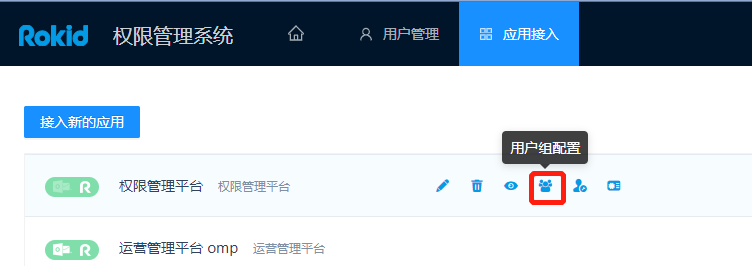 Rokid 权限管理系统 用户管理 应用接入
接入新的应用
用户组配置
R 权限管理平台 权限管理平台
R 运营管理平台 omp 运营管理平台